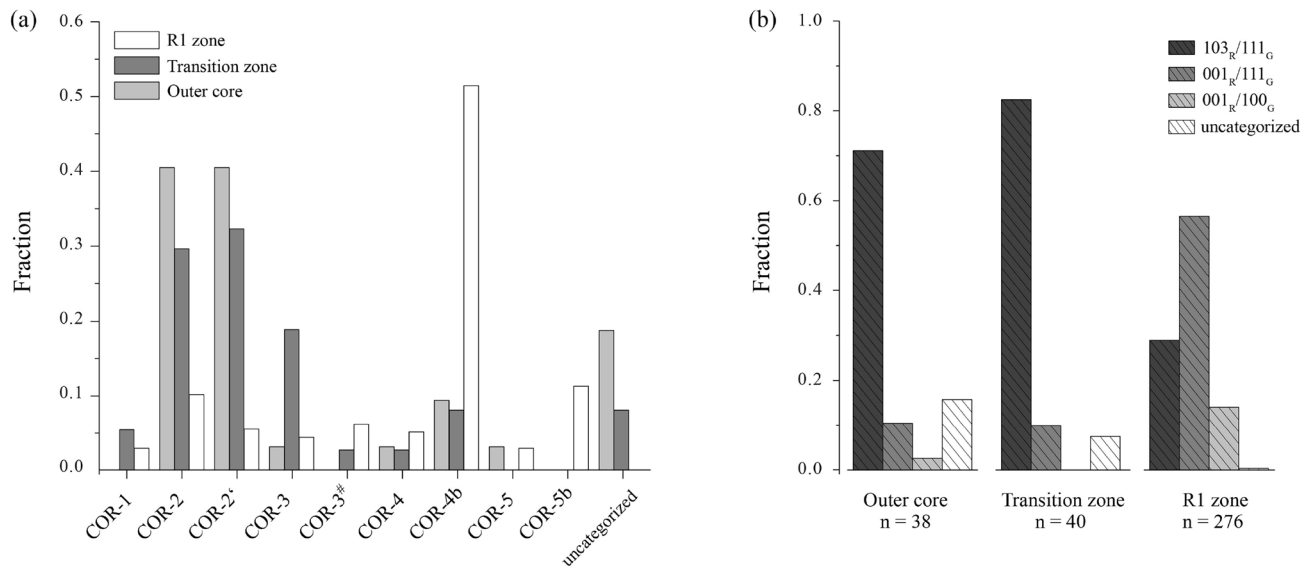 (a)
0.6
0.5
0.4
0.3
0.2
0.1
0.0
Fraction
R1 zone
Transition zone
Outer core
COR-1
COR-2
COR-2‘
COR-3
COR-3#
COR-4
COR-4b
COR-5
COR-5b
uncategorized
(b)
1.0
0.8
0.6
0.4
0.2
0.0
Fraction
103R/111G
001R/111G
001R/100G
uncategorized
Outer core
n = 38
Transition zone
n = 40
R1 zone
n = 276